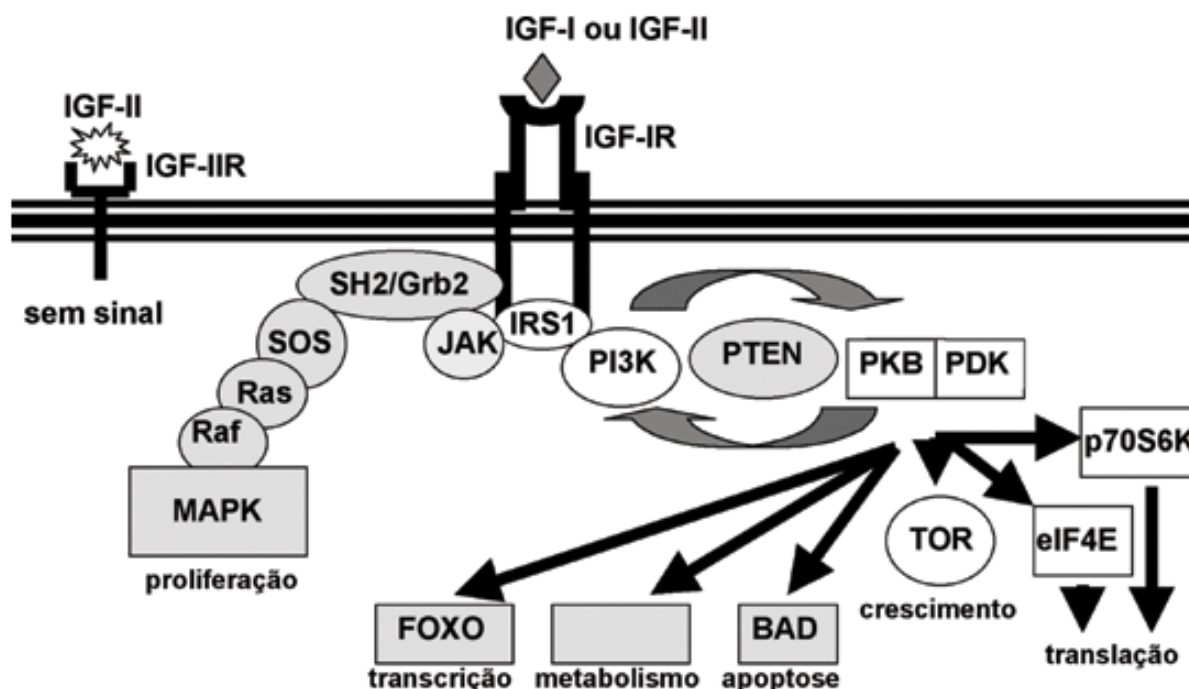 IGF-I ou IGF-II
IGF-II
IGF-IR
IGF-IIR
SH2/Grb2
sem sinal
SOS
JAK
IRS1
PI3K
PTEN
PKB
PDK
Ras
Raf
p70S6K
MAPK
TOR
eIF4E
proliferação
crescimento
FOXO
BAD
translação
transcrição
metabolismo
apoptose